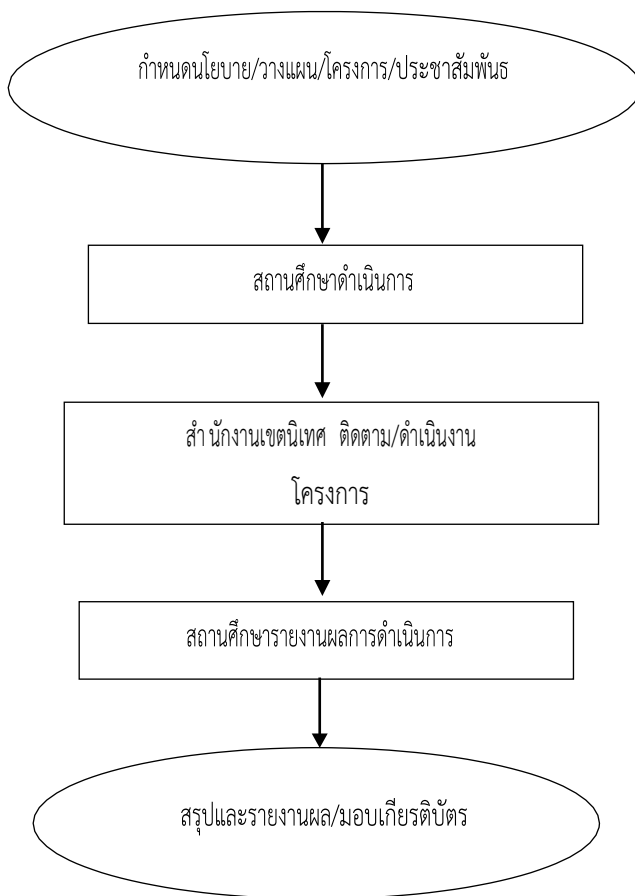 กำหนดนโยบาย/วางแผน/โครงการ/ประชาสัมพันธ
สถานศึกษาดำเนินการ
สำ นักงานเขตนิเทศ ติดตาม/ดำเนินงาน
โครงการ
สถานศึกษารายงานผลการดำเนินการ
สรุปและรายงานผล/มอบเกียรติบัตร